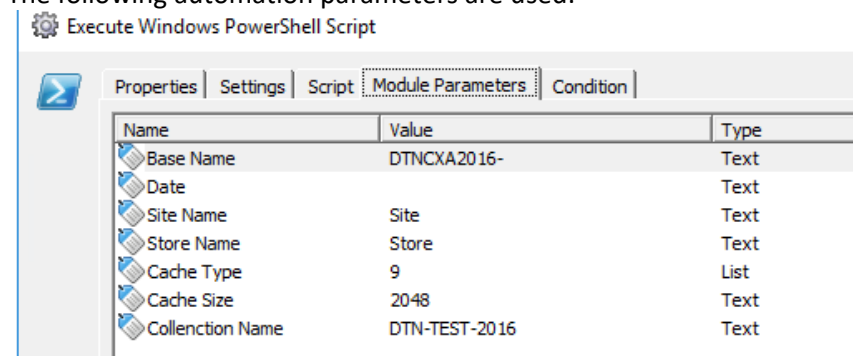 The following automation parameters are used:
Execute Windows PowerShell Script
Properties Settings Script Module Parameters Condition
Name Value Type
Base Name DTNCXA2016- Text
Date Text
Site Name Site Text
Store Name Store Text
Cache Type 9 List
Cache Size 2048 Text
Collenction Name DTN-TEST-2016 Text